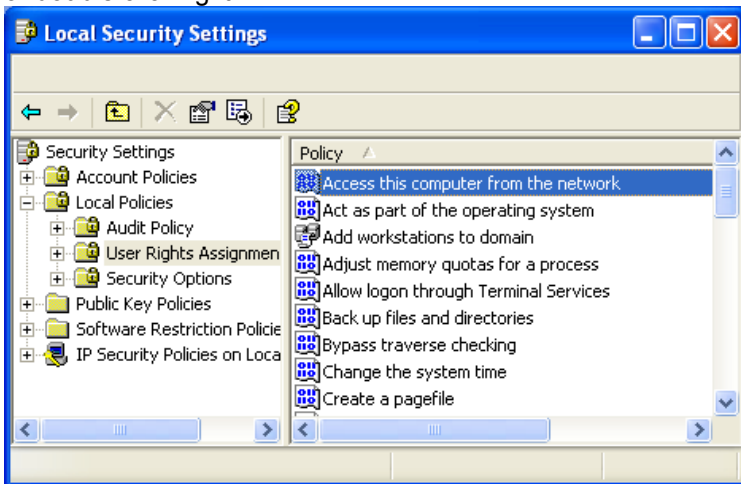 Local Security Settings
Security Settings
Account Policies
Local Policies
Audit Policy
User Rights Assignmen
Security Options
Public Key Policies
Software Restriction Policie
IP Security Policies on Loca
Policy
Access this computer from the network
Act as part of the operating system
Add workstations to domain
Adjust memory quotas for a process
Allow logon through Terminal Services
Back up files and directories
Bypass traverse checking
Change the system time
Create a pagefile